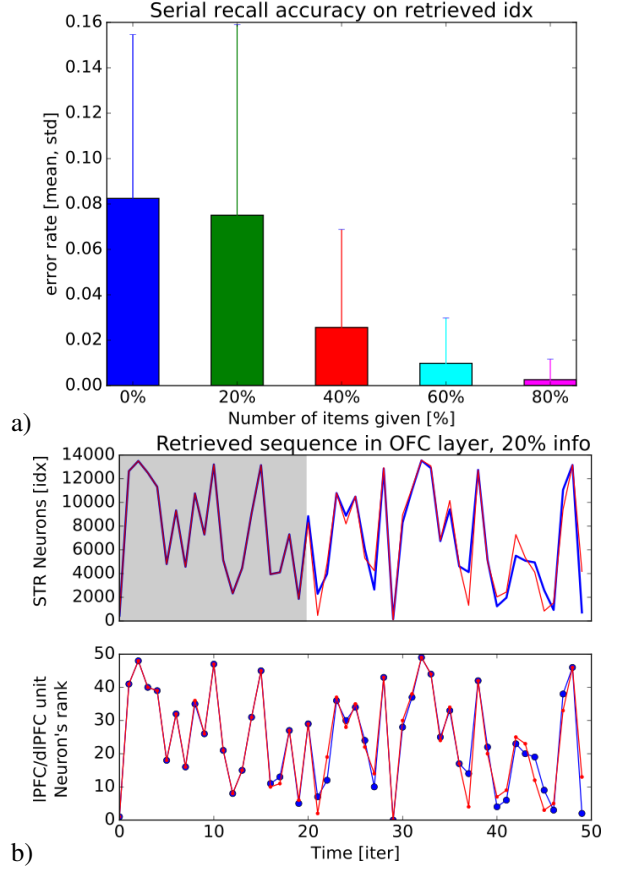 Serial recall accuracy on retrieved idx
error rate [mean, std]
0.16
0.14
0.12
0.10
0.08
0.06
0.04
0.02
0.00
0% 20% 40% 60% 80%
Number of items given [%]
a)
Retrieved sequence in OFC layer, 20% info
STR Neurons [idx]
14000
12000
10000
8000
6000
4000
2000
0
lPFC/dlPFC unit
Neuron's rank
50
40
30
20
10
0
0 10 20 30 40 50
Time [iter]
b)